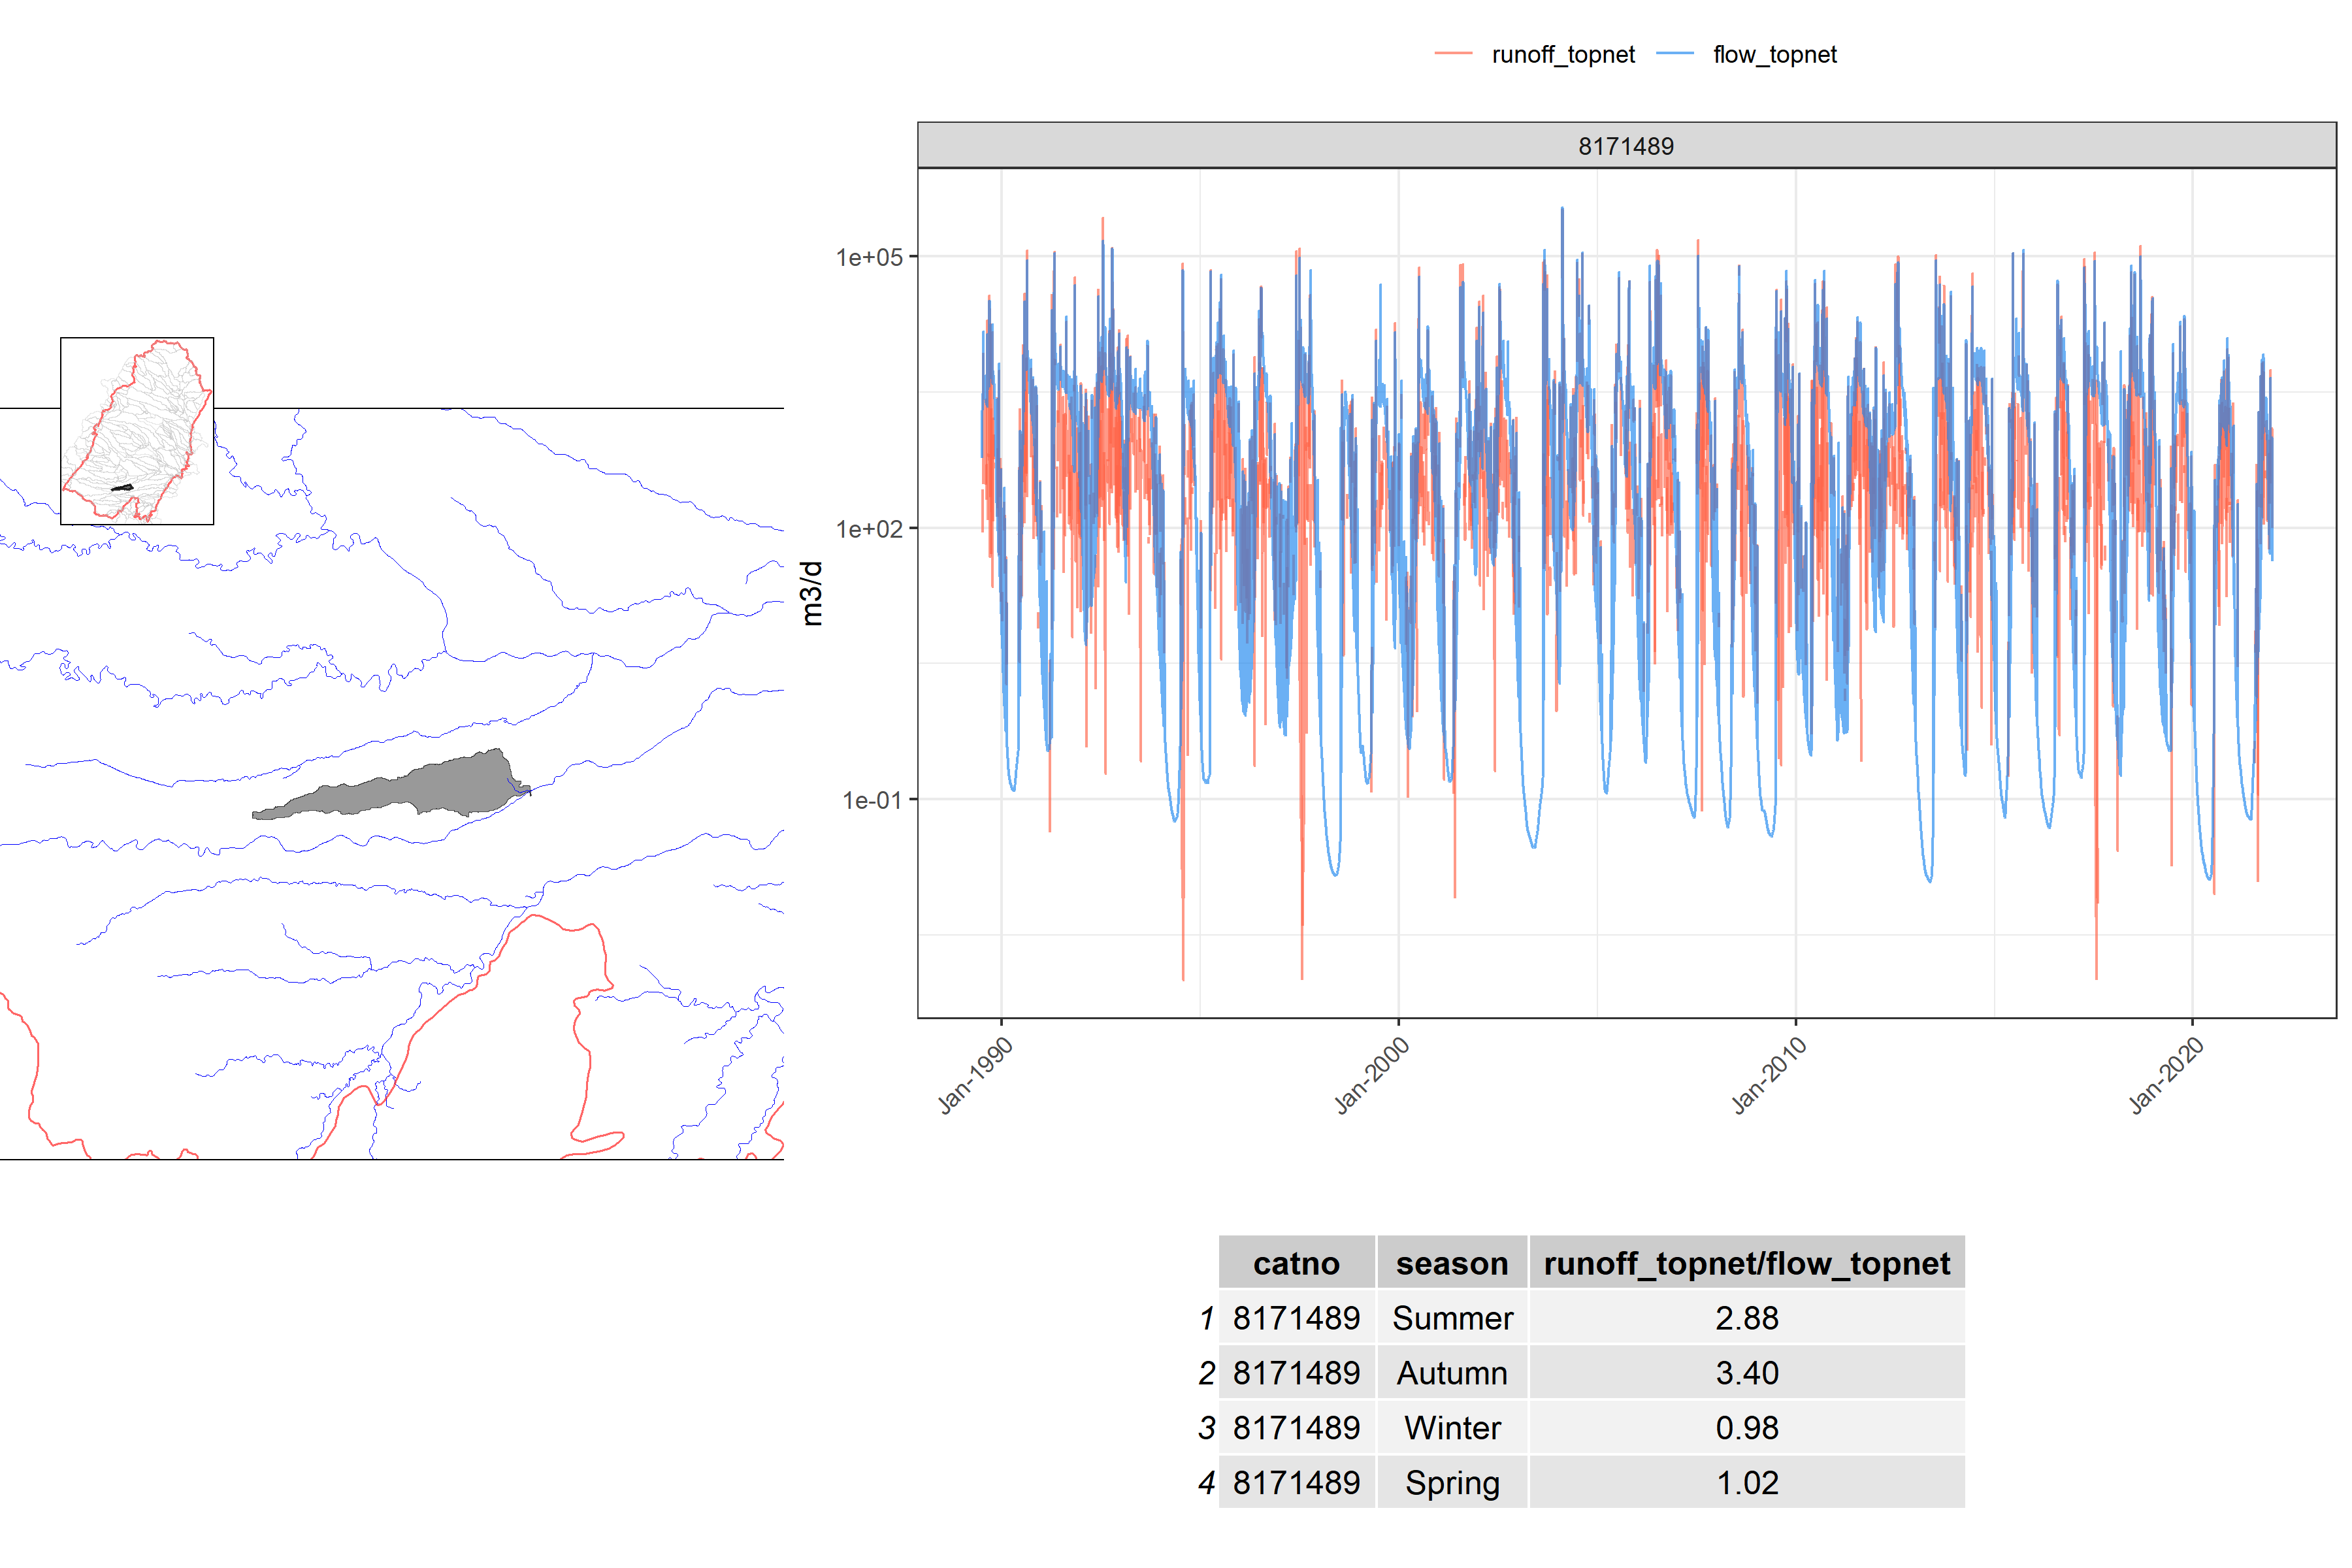 runoff_topnet flow_topnet
8171489
1e+05
1e+02
1e-01
m3/d
Jan-1990 Jan-2000 Jan-2010 Jan-2020
catno season runoff_topnet/flow_topnet
1 8171489 Summer 2.88
2 8171489 Autumn 3.40
3 8171489 Winter 0.98
4 8171489 Spring 1.02